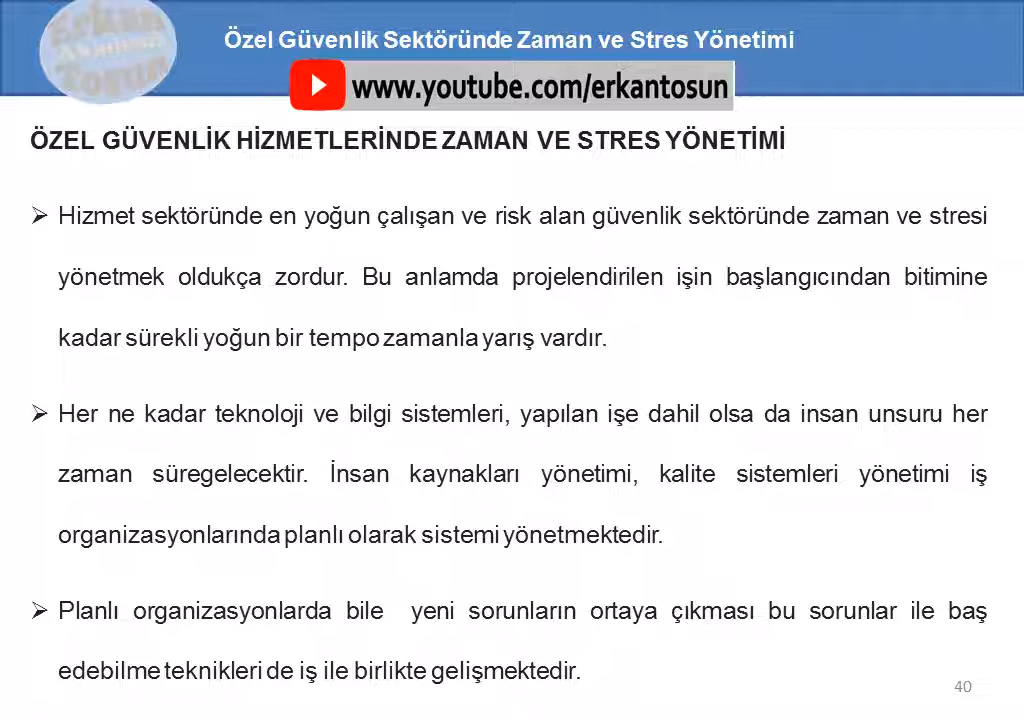 Erkan
Akademi
Tosun
Özel Güvenlik Sektöründe Zaman ve Stres Yönetimi
www.youtube.com/erkantosun
ÖZEL GÜVENLİK HİZMETLERİNDE ZAMAN VE STRES YÖNETİMİ
➢ Hizmet sektöründe en yoğun çalışan ve risk alan güvenlik sektöründe zaman ve stresi
yönetmek oldukça zordur. Bu anlamda projelendirilen işin başlangıcından bitimine
kadar sürekli yoğun bir tempo zamanla yarış vardır.
➢ Her ne kadar teknoloji ve bilgi sistemleri, yapılan işe dahil olsa da insan unsuru her
zaman süregelecektir. İnsan kaynakları yönetimi, kalite sistemleri yönetimi iş
organizasyonlarında planlı olarak sistemi yönetmektedir.
➢ Planlı organizasyonlarda bile yeni sorunların ortaya çıkması bu sorunlar ile baş
edebilme teknikleri de iş ile birlikte gelişmektedir.
40